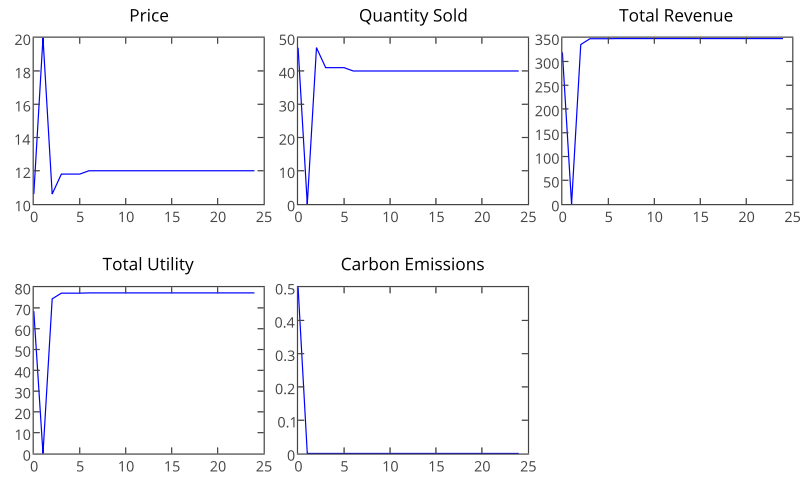 Price Quantity Sold Total Revenue
20 50 350
18 40 300
16 30 250
14 20 200
12 10 150
10 0 100
50
0
0 5 10 15 20 25 0 5 10 15 20 25 0 5 10 15 20 25
Total Utility Carbon Emissions
80 0.5
70 0.4
60 0.3
50 0.2
40 0.1
30 0
20
10
0
0 5 10 15 20 25 0 5 10 15 20 25